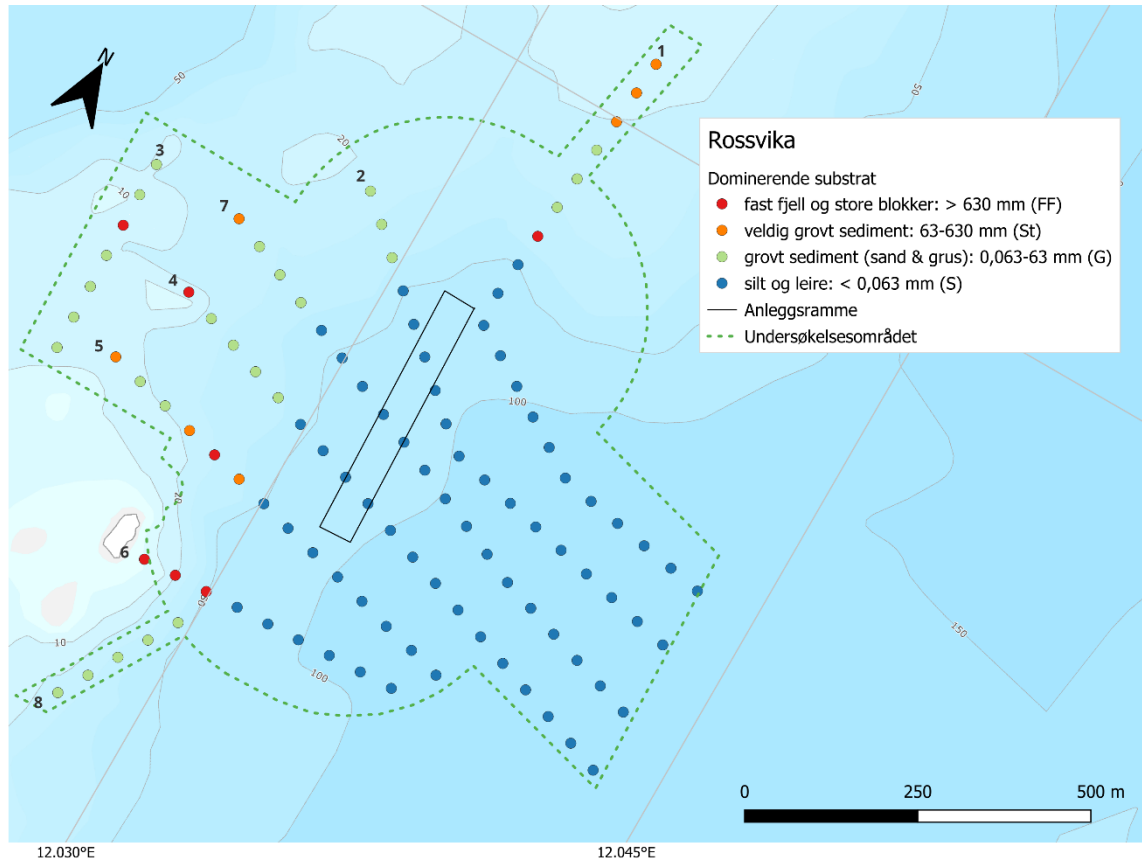 N
50
1
50
Rossvika
Dominerende substrat
fast fjell og store blokker: > 630 mm (FF)
veldig grovt sediment: 63-630 mm (St)
grovt sediment (sand & grus): 0,063-63 mm (G)
silt og leire: < 0,063 mm (S)
Anleggsramme
Undersøkelsesområdet
20
3
10
2
7
4
5
100
20
6
50
10
100
150
8
0 250 500 m
12.030°E 12.045°E